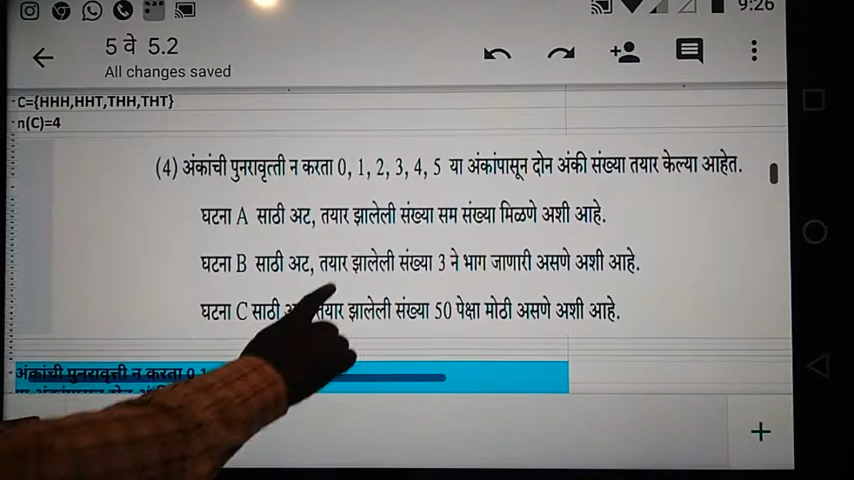 9:26
5 वे 5.2
All changes saved
C={HHH,HHT,THH,THT}
n(C)=4
(4) अंकांची पुनरावृत्ती न करता 0, 1, 2, 3, 4, 5 या अंकांपासून दोन अंकी संख्या तयार केल्या आहेत.
घटना A साठी अट, तयार झालेली संख्या सम संख्या मिळणे अशी आहे.
घटना B साठी अट, तयार झालेली संख्या 3 ने भाग जाणारी असणे अशी आहे.
घटना C साठी तयार झालेली संख्या 50 पेक्षा मोठी असणे अशी आहे.
अंकांची पुनरावृत्ती न करता 0